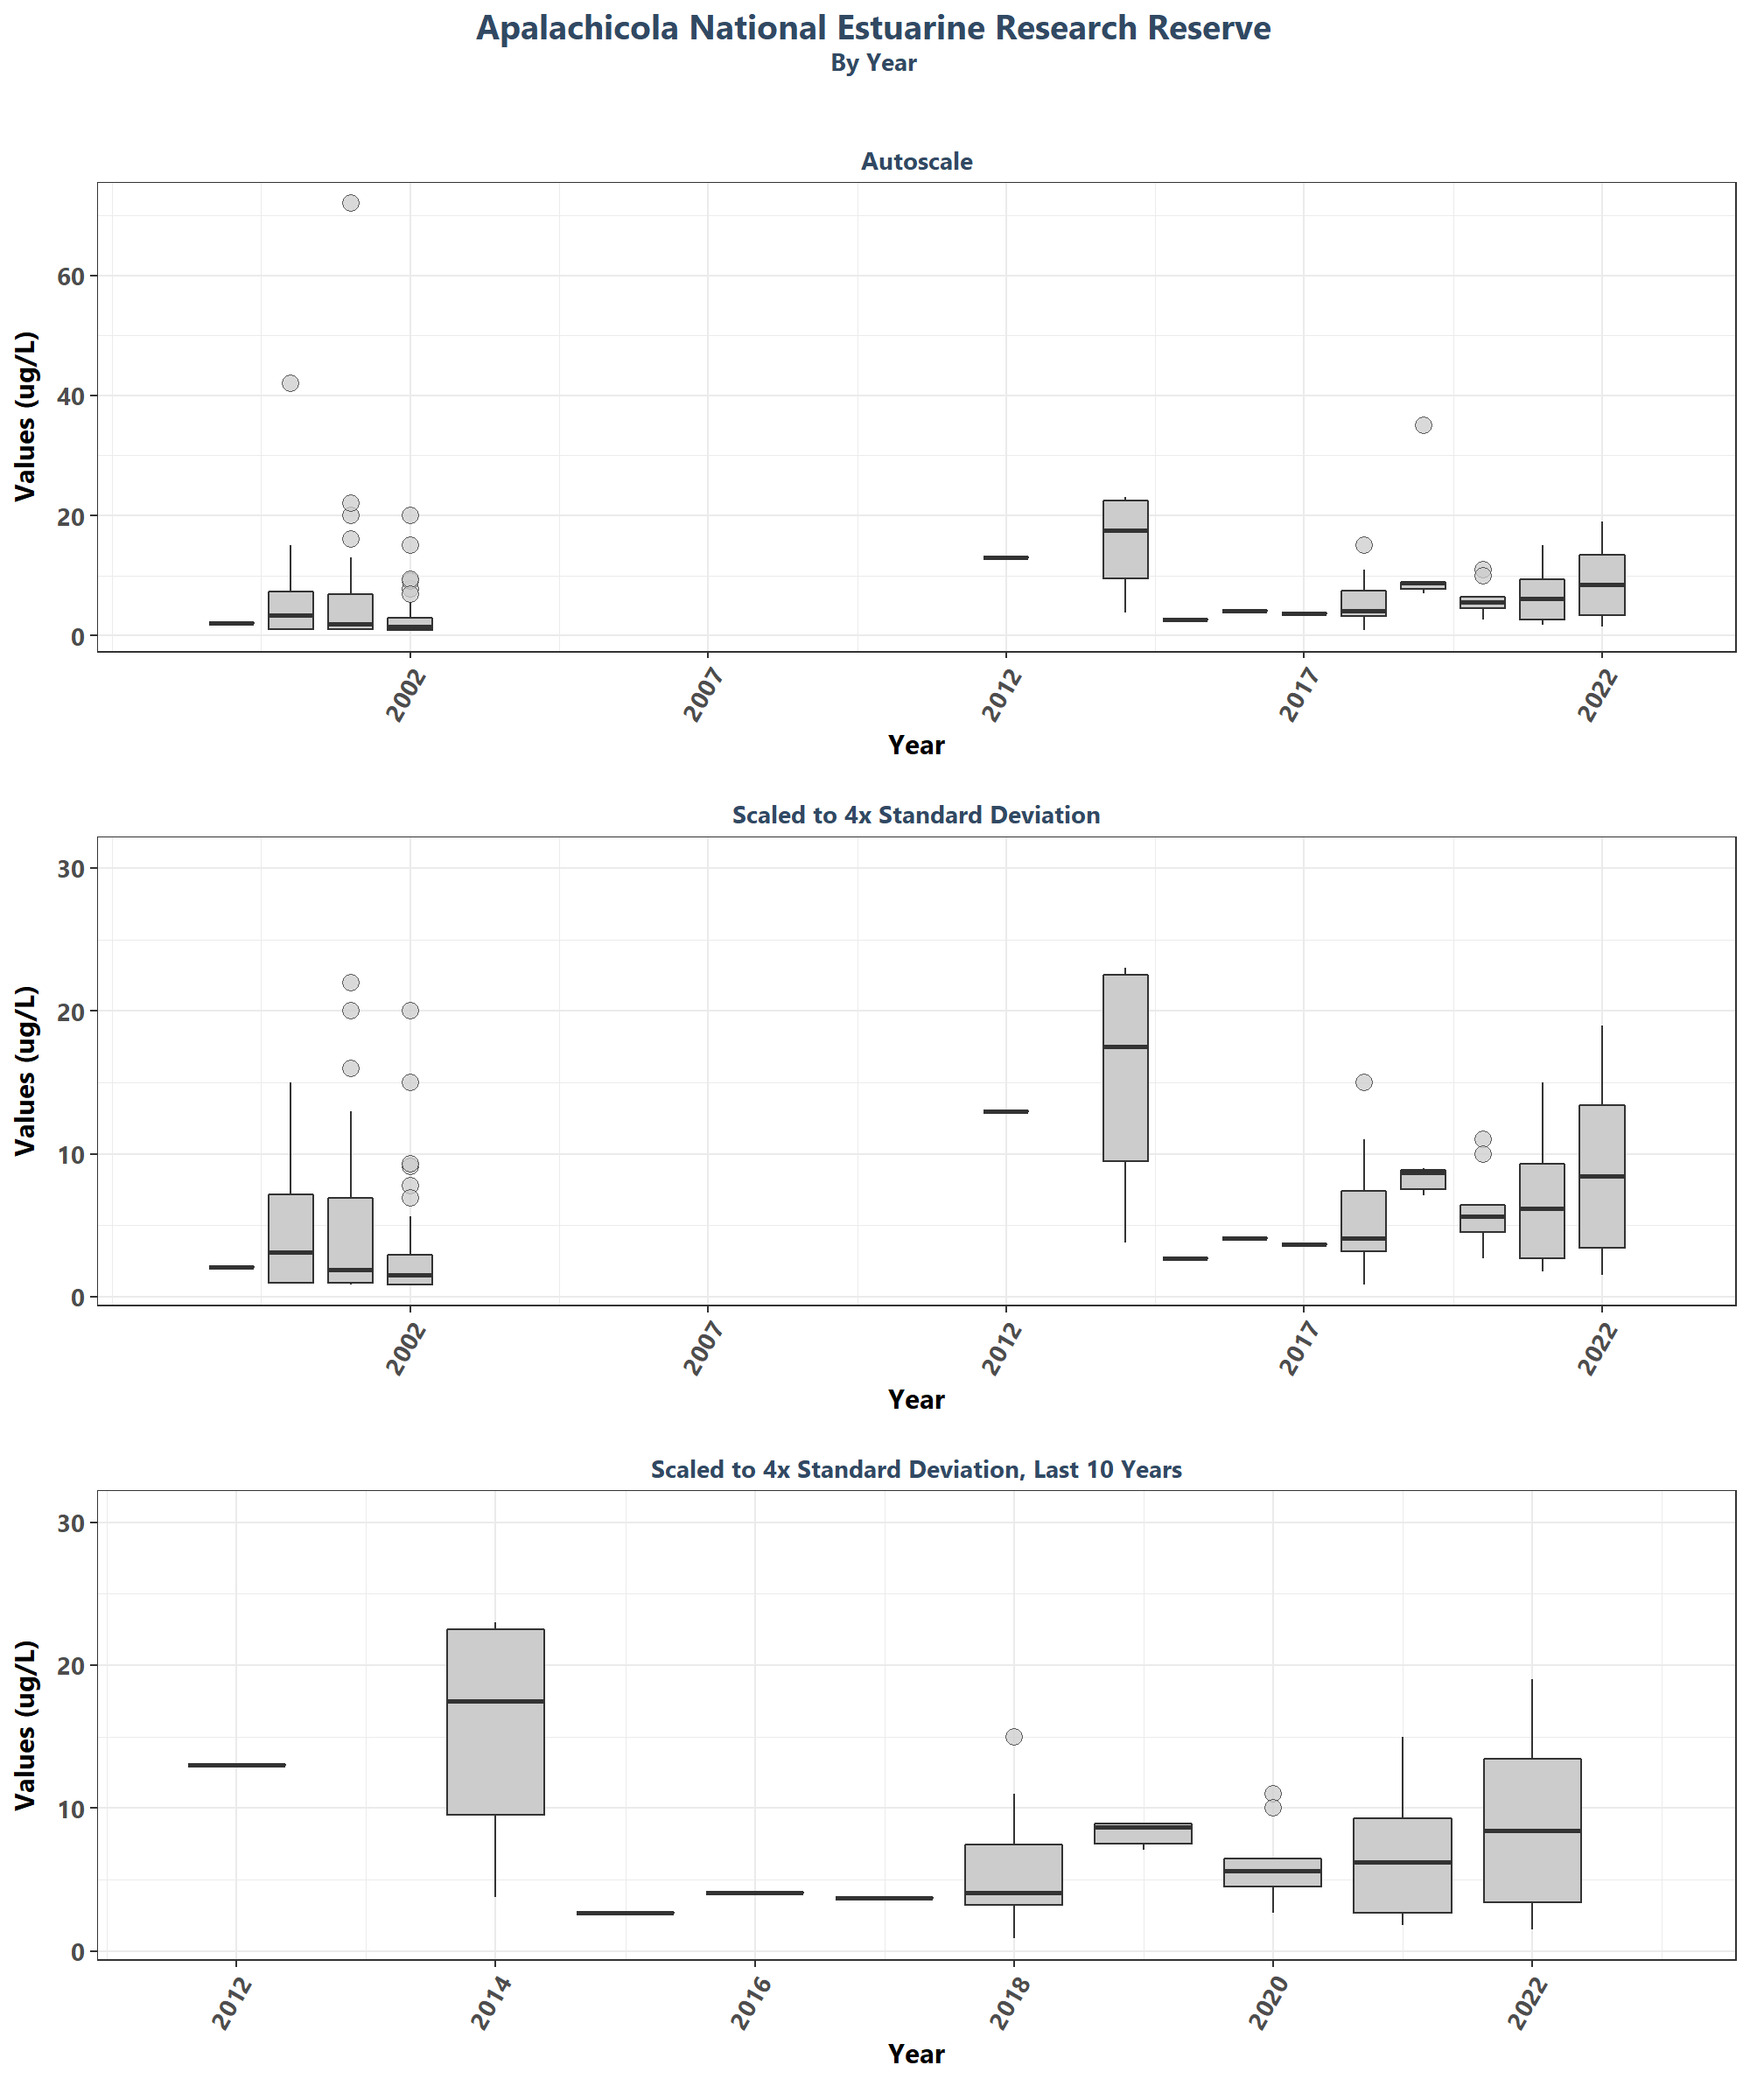 Apalachicola National Estuarine Research Reserve
By Year
Autoscale
Values (ug/L)
60
40
20
0
2002 2007 2012 2017 2022
Year
Scaled to 4x Standard Deviation
Values (ug/L)
30
20
10
0
2002 2007 2012 2017 2022
Year
Scaled to 4x Standard Deviation, Last 10 Years
Values (ug/L)
30
20
10
0
2012 2014 2016 2018 2020 2022
Year